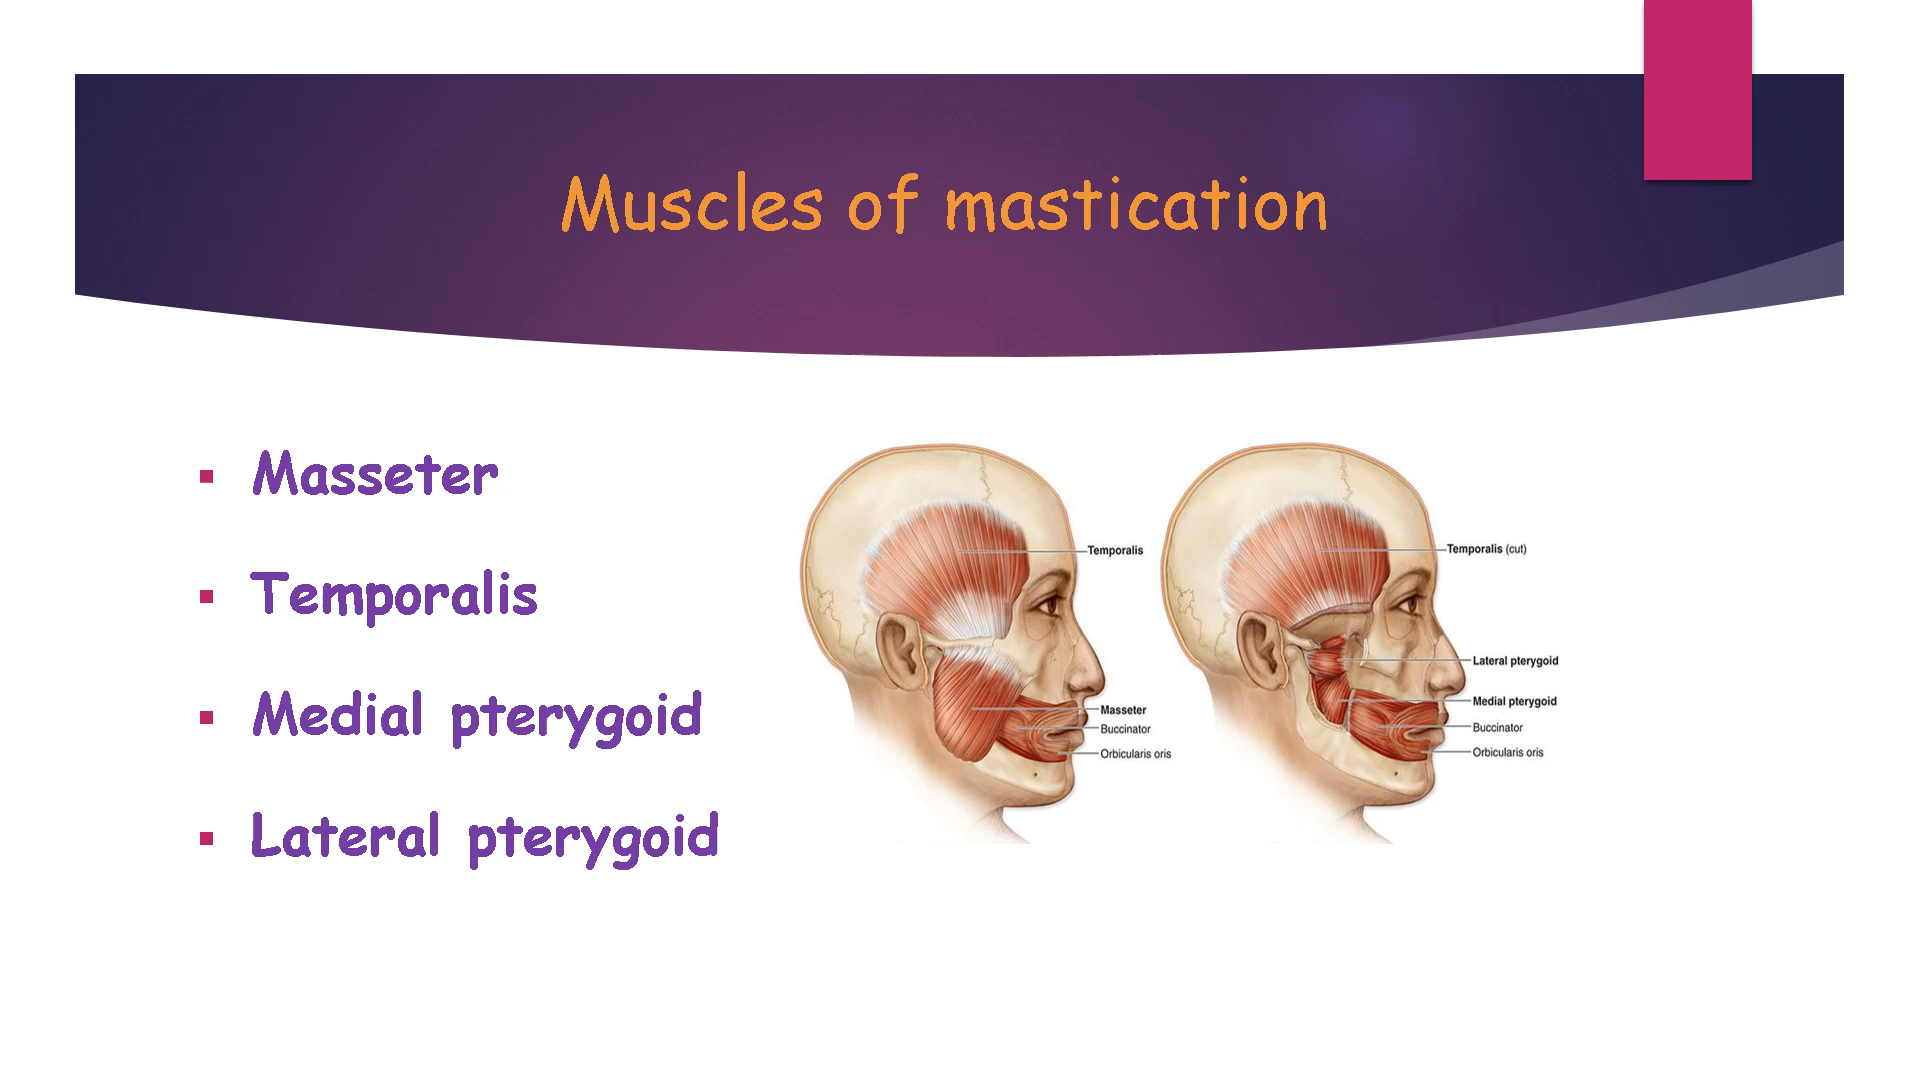 Muscles of mastication
▪ Masseter
▪ Temporalis
▪ Medial pterygoid
▪ Lateral pterygoid
Temporalis
Masseter
Buccinator
Orbicularis oris
Temporalis (cut)
Lateral pterygoid
Medial pterygoid
Buccinator
Orbicularis oris